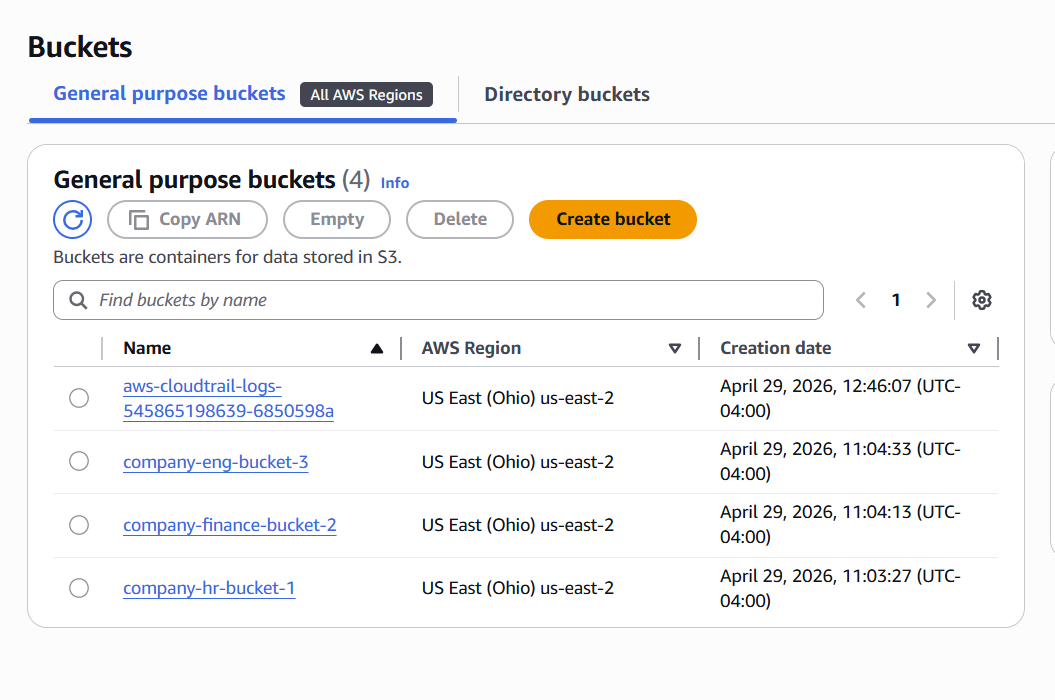 Buckets
General purpose buckets All AWS Regions Directory buckets
General purpose buckets (4) Info
Copy ARN Empty Delete Create bucket
Buckets are containers for data stored in S3.
Find buckets by name 1
Name AWS Region Creation date
aws-cloudtrail-logs- US East (Ohio) us-east-2 April 29, 2026, 12:46:07 (UTC-
545865198639-6850598a 04:00)
company-eng-bucket-3 US East (Ohio) us-east-2 April 29, 2026, 11:04:33 (UTC-
04:00)
company-finance-bucket-2 US East (Ohio) us-east-2 April 29, 2026, 11:04:13 (UTC-
04:00)
company-hr-bucket-1 US East (Ohio) us-east-2 April 29, 2026, 11:03:27 (UTC-
04:00)